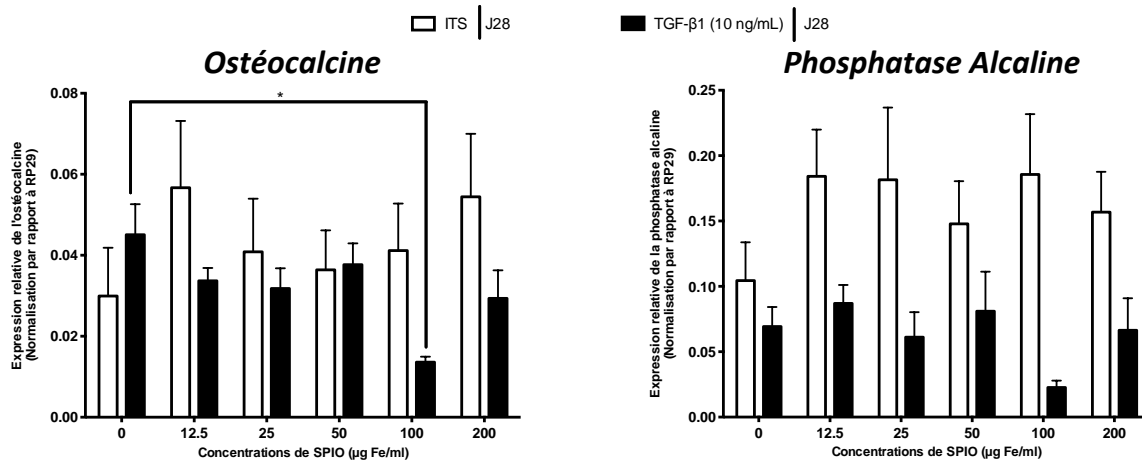 ITS J28
TGF-β1 (10 ng/mL) J28
Ostéocalcine
*
Expression relative de l'ostéocalcine
(Normalisation par rapport à RP29)
0.08
0.06
0.04
0.02
0.00
0 12.5 25 50 100 200
Concentrations de SPIO (µg Fe/ml)
Phosphatase Alcaline
Expression relative de la phosphatase alcaline
(Normalisation par rapport à RP29)
0.25
0.20
0.15
0.10
0.05
0.00
0 12.5 25 50 100 200
Concentrations de SPIO (µg Fe/ml)